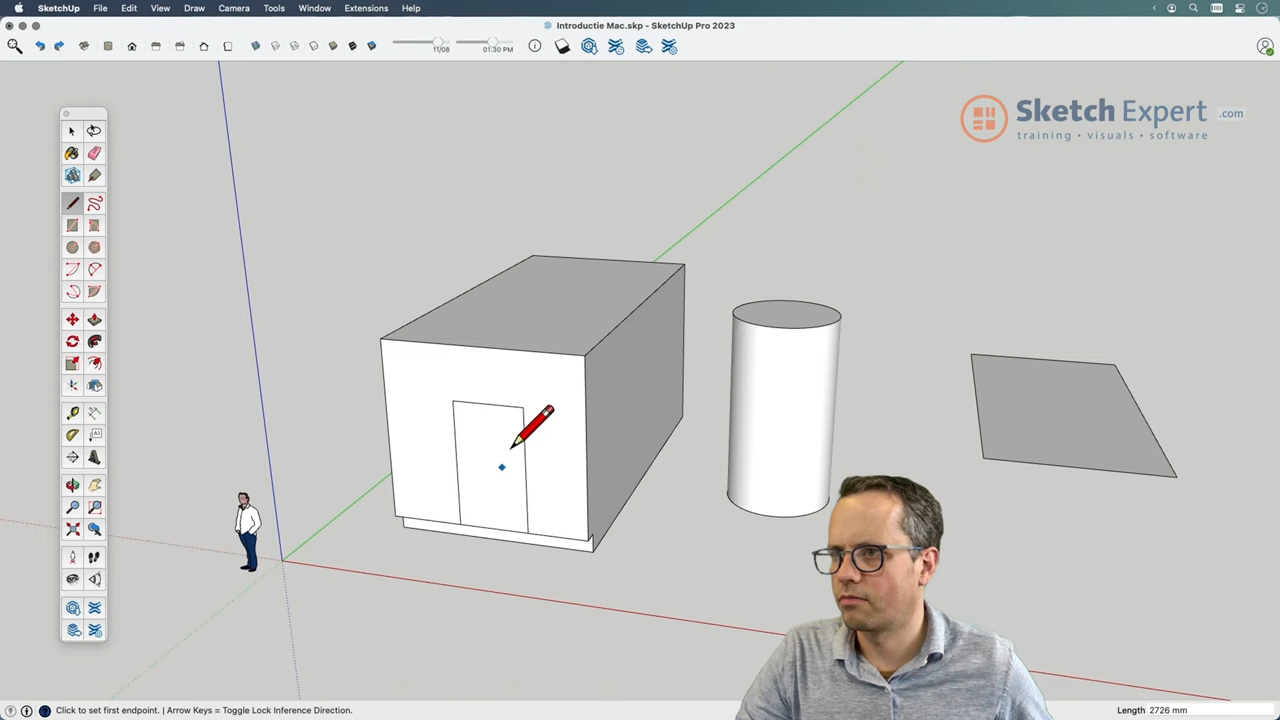 SketchUp File Edit View Draw Camera Tools Window Extensions Help
Introductie Mac.skp - SketchUp Pro 2023
11/08 01:30 PM
SketchExpert .com
training • visuals • software
A1
Click to set first endpoint. | Arrow Keys = Toggle Lock Inference Direction.
Length 2726 mm